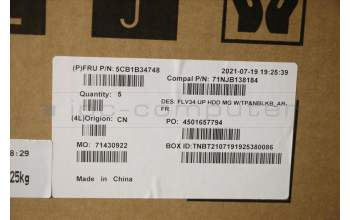 (P)FRU P/N: 5CB1B34748
2021-07-19 19:25:39
Compal P/N: 71NJB138184
Quantity: 5
DES: FLV34 UP HDD MG W/TP&NBLKB_AR-
FR
(4L)Origion: CN
PO: 4501657794
MO: 71430922
BOX ID:TNBT2107191925380086
Made in China
8:29
25kg